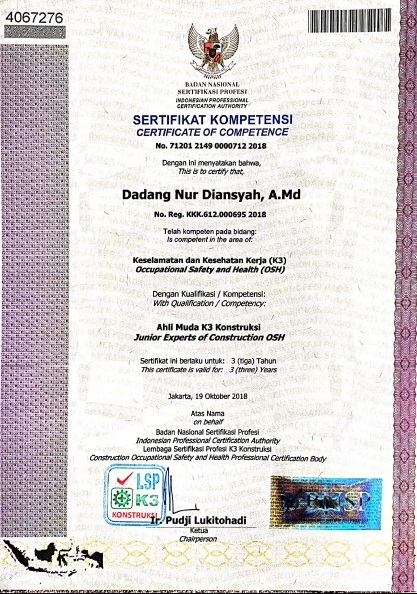 4067276
BADAN NASIONAL
SERTIFIKASI PROFESI
INDONESIAN PROFESSIONAL
CERTIFICATION AUTHORITY
SERTIFIKAT KOMPETENSI
CERTIFICATE OF COMPETENCE
No. 71201 2149 0000712 2018
Dengan ini menyatakan bahwa,
This is to certify that,
Dadang Nur Diansyah, A.Md
No. Reg. KKK.612.000695 2018
Telah kompeten pada bidang:
Is competent in the area of:
Keselamatan dan Kesehatan Kerja (K3)
Occupational Safety and Health (OSH)
Dengan Kualifikasi / Kompetensi:
With Qualification / Competency:
Ahli Muda K3 Konstruksi
Junior Experts of Construction OSH
Sertifikat ini berlaku untuk: 3 (tiga) Tahun
This certificate is valid for: 3 (three) Years
Jakarta, 19 Oktober 2018
Atas Nama
on behalf
Badan Nasional Sertifikasi Profesi
Indonesian Professional Certification Authority
Lembaga Sertifikasi Profesi K3 Konstruksi
Construction Occupational Safety and Health Professional Certification Body
LSP
K3
KONSTRUKSI
Ir. Pudji Lukitohadi
Ketua
Chairperson